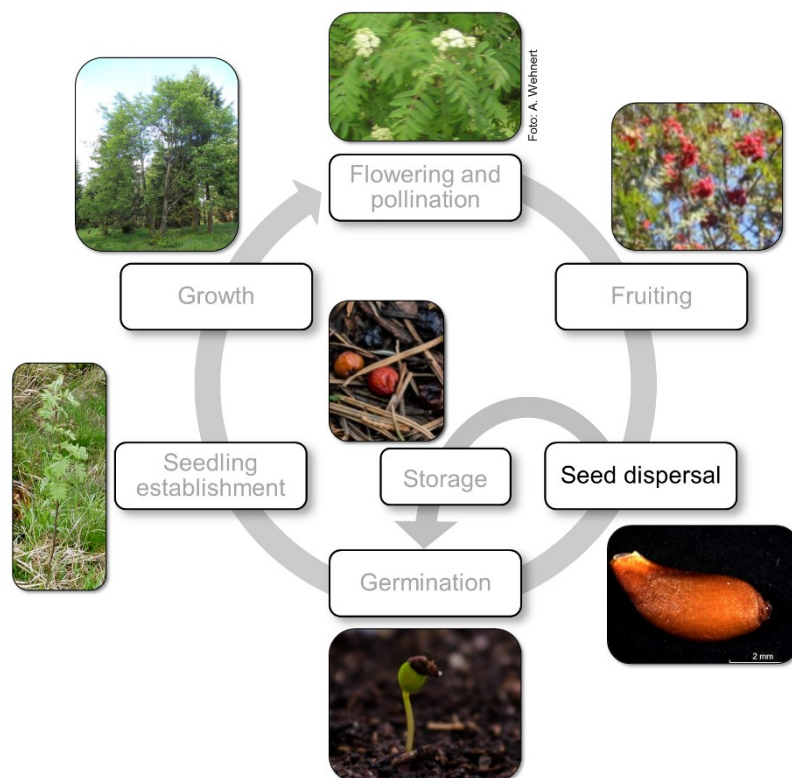 Foto: A. Wehnert
Flowering and
pollination
Growth
Fruiting
Seedling
establishment
Storage
Seed dispersal
Germination
2 mm